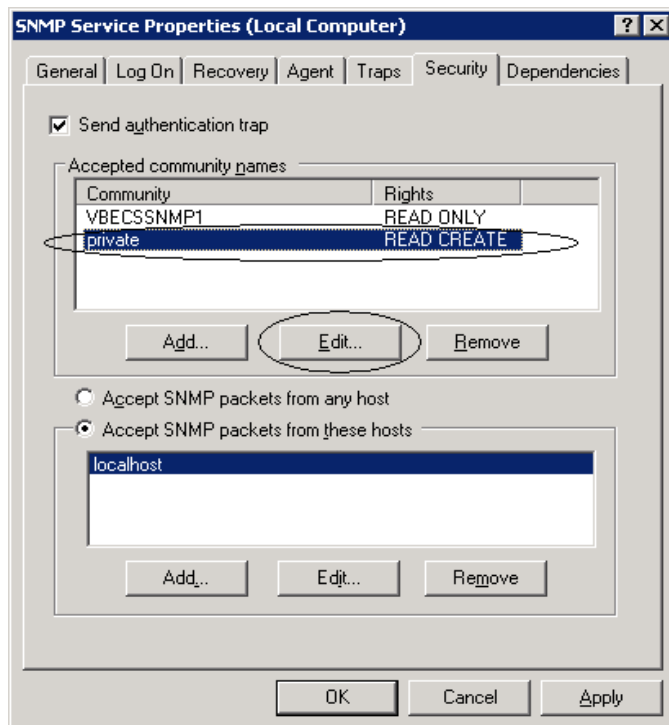 SNMP Service Properties (Local Computer)
General Log On Recovery Agent Traps Security Dependencies
Send authentication trap
Accepted community names
Community Rights
VBECSSNMP1 READ ONLY
private READ CREATE
Add... Edit... Remove
Accept SNMP packets from any host
Accept SNMP packets from these hosts
localhost
Add... Edit... Remove
OK Cancel Apply